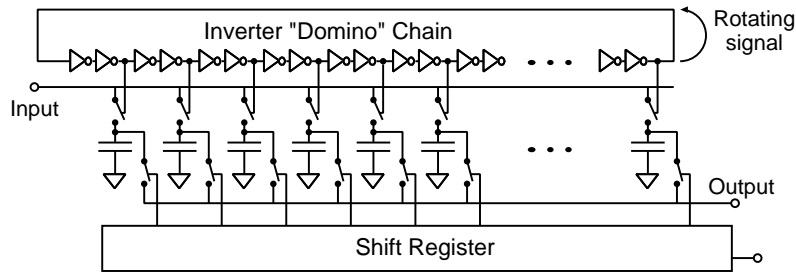 Inverter "Domino" Chain
Rotating
signal
Input
Output
Shift Register